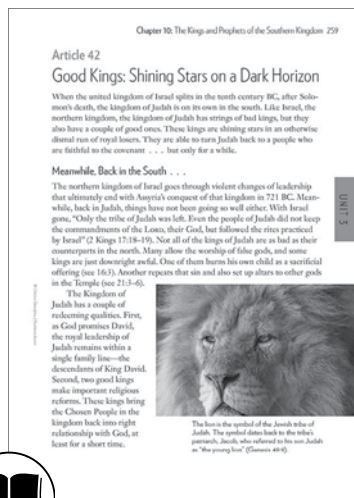 Chapter 10: The Kings and Prophets of the Southern Kingdom 259
Article 42
Good Kings: Shining Stars on a Dark Horizon
When the united kingdom of Israel splits in the tenth century BC, after Solo-
mon's death, the kingdom of Judah is on its own in the south. Like Israel, the
northern kingdom, the kingdom of Judah has strings of bad kings, but they
also have a couple of good ones. These kings are shining stars in an otherwise
dismal run of royal losers. They are able to turn Judah back to a people who
are faithful to the covenant . . . but only for a while.
Meanwhile, Back in the South . . .
The northern kingdom of Israel goes through violent changes of leadership
that ultimately end with Assyria's conquest of that kingdom in 721 BC. Mean-
while, back in Judah, things have not been going so well either. With Israel
gone, "Only the tribe of Judah was left. Even the people of Judah did not keep
the commandments of the LORD, their God, but followed the rites practiced
by Israel" (2 Kings 17:18–19). Not all of the kings of Judah are as bad as their
counterparts in the north. Many allow the worship of false gods, and some
kings are just downright awful. One of them burns his own child as a sacrificial
offering (see 16:3). Another repeats that sin and also set up altars to other gods
in the Temple (see 21:3–6).
The Kingdom of
Judah has a couple of
redeeming qualities. First,
as God promises David,
the royal leadership of
Judah remains within a
single family line—the
descendants of King David.
Second, two good kings
make important religious
reforms. These kings bring
the Chosen People in the
kingdom back into right
relationship with God, at
least for a short time.
The lion is the symbol of the Jewish tribe of
Judah. The symbol dates back to the tribe's
patriarch, Jacob, who referred to his son Judah
as "the young lion" (Genesis 49:9).
UNIT 3